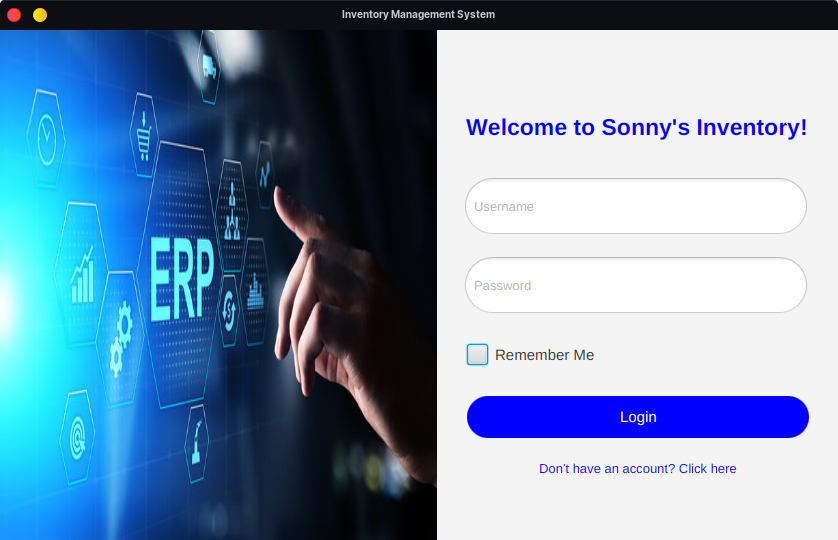 Inventory Management System
ERP
Welcome to Sonny's Inventory!
Username
Password
Remember Me
Login
Don't have an account? Click here